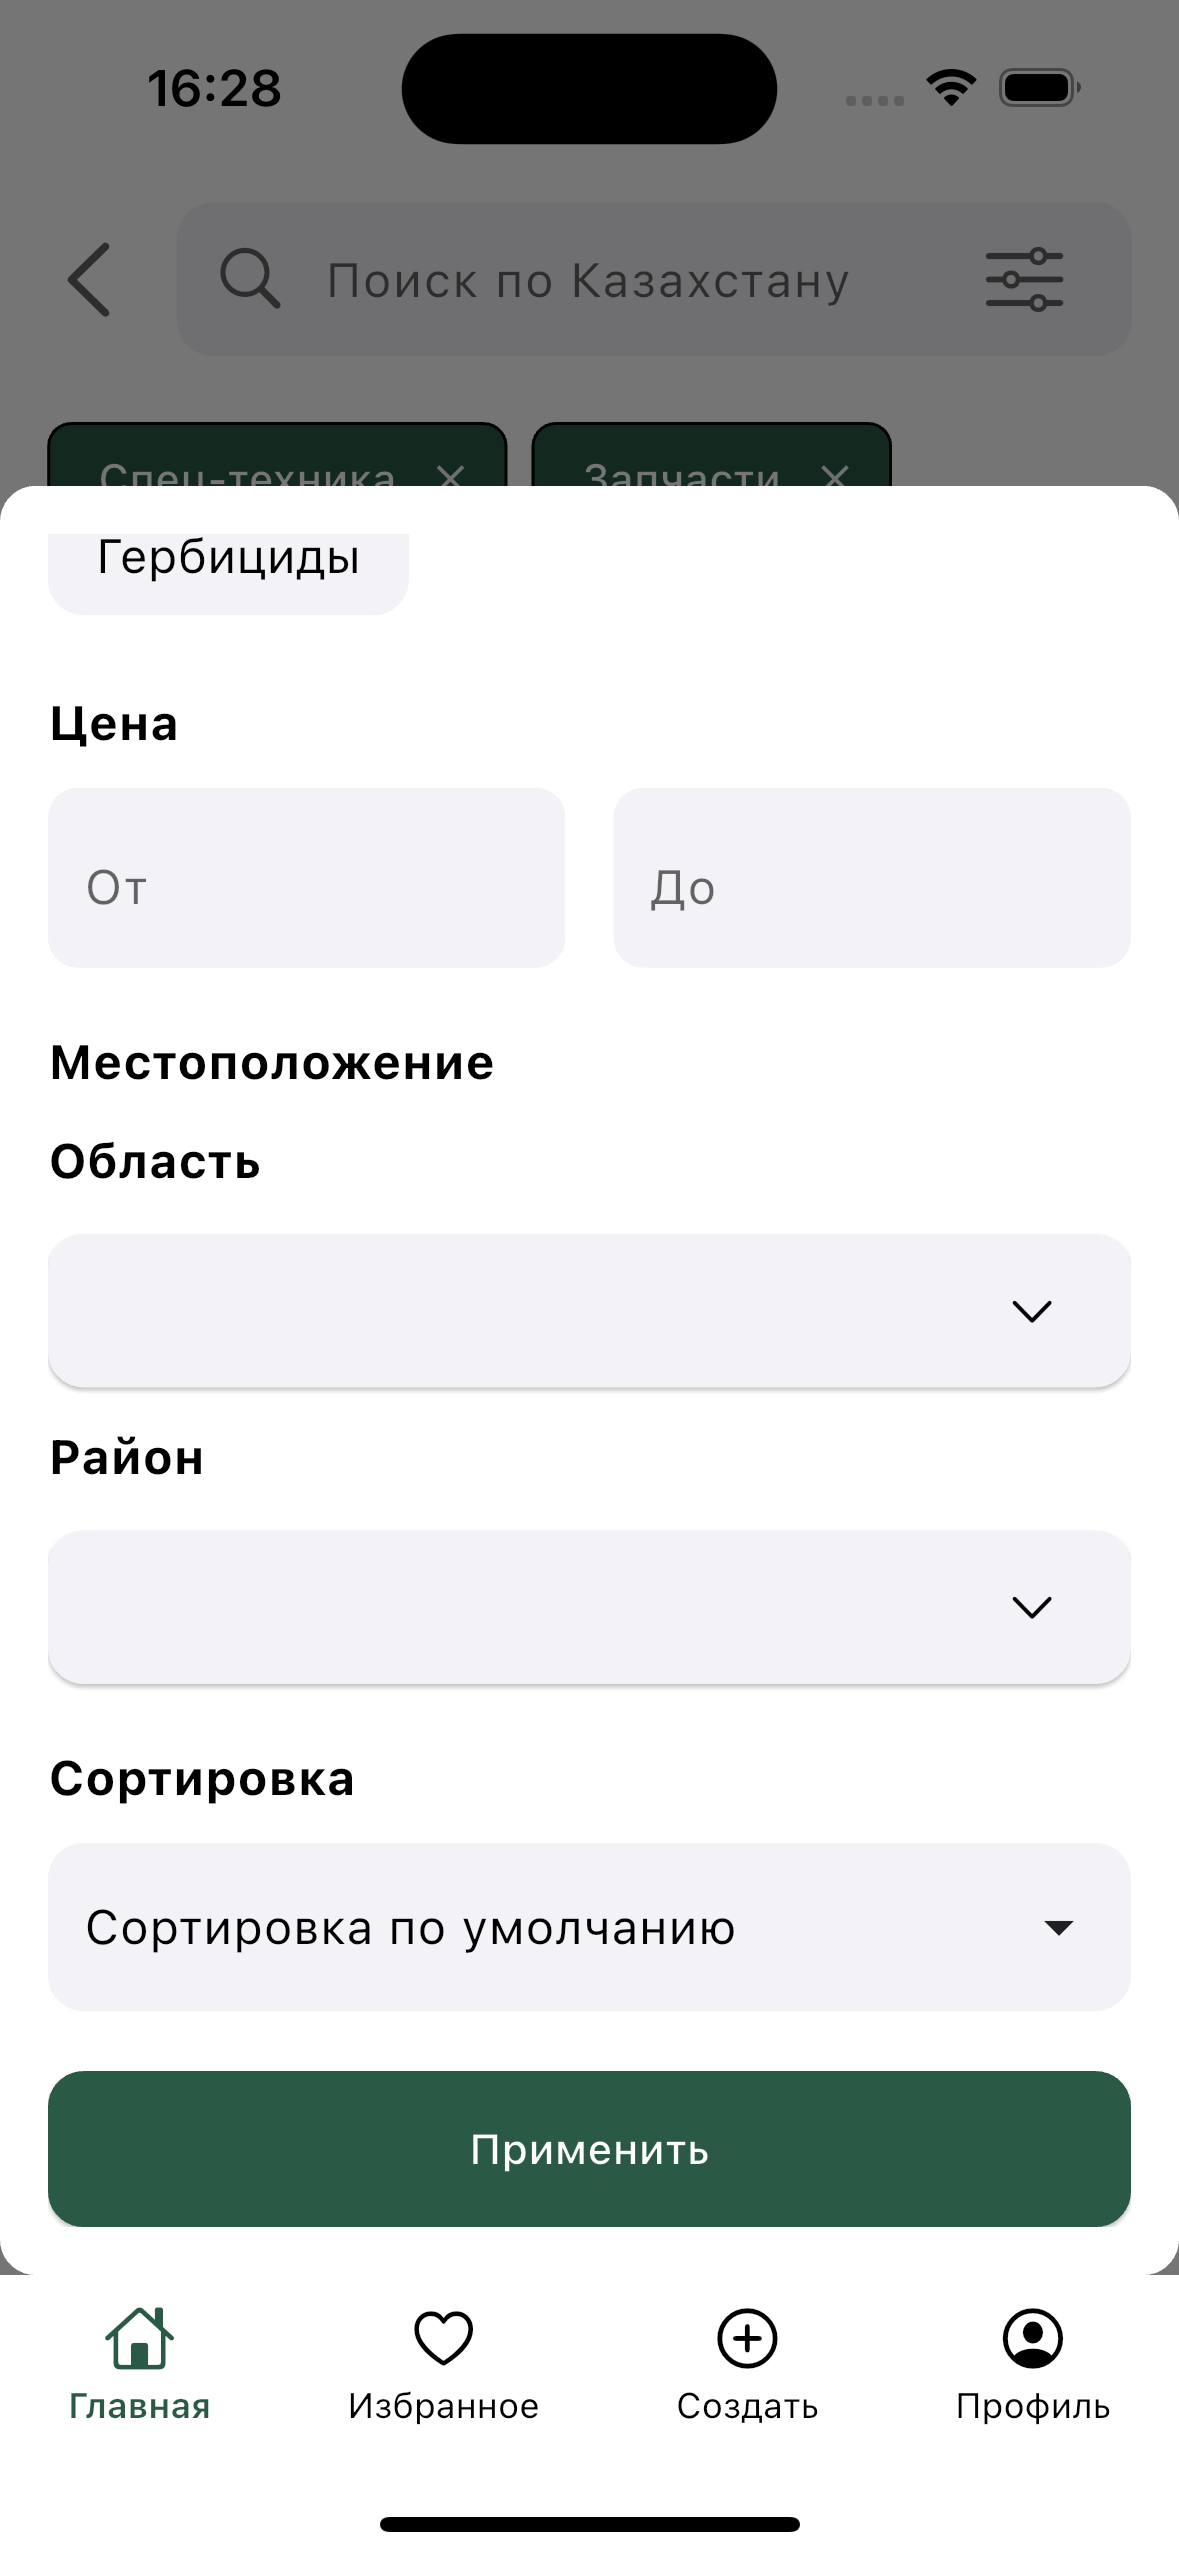 16:28
Поиск по Казахстану
Спец-техника
Запчасти
Гербициды
Цена
От
До
Местоположение
Область
Район
Сортировка
Сортировка по умолчанию
Применить
Главная
Избранное
Создать
Профиль